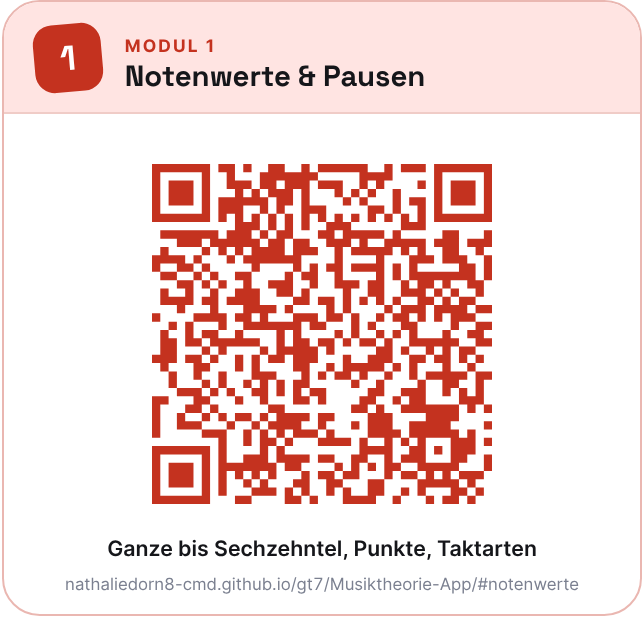 1
MODUL 1
Notenwerte & Pausen
Ganze bis Sechzehntel, Punkte, Taktarten
nathaliedorn8-cmd.github.io/gt7/Musiktheorie-App/#notenwerte